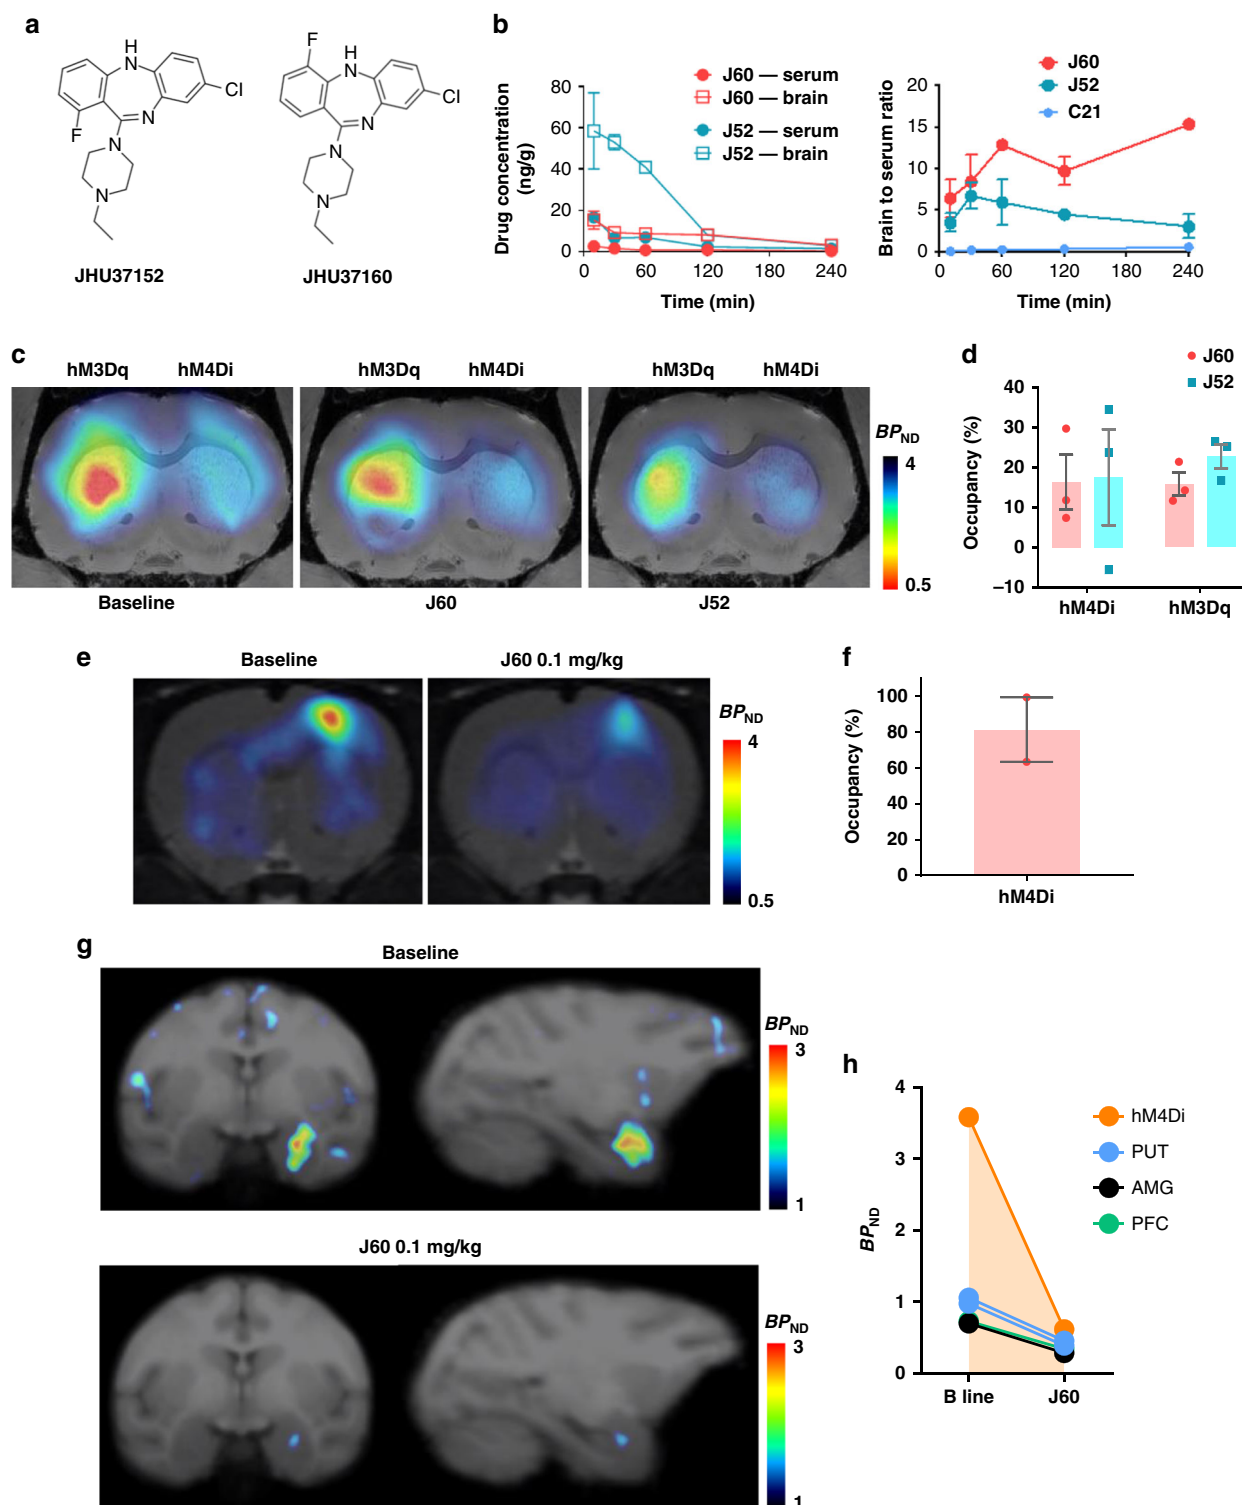 a
H
N
Cl
N
F
N
N
JHU37152
F
H
N
Cl
N
N
N
JHU37160
b
Drug concentration
(ng/g)
80
60
40
20
0
0
60
120
180
240
Time (min)
J60 — serum
J60 — brain
J52 — serum
J52 — brain
Brain to serum ratio
20
15
10
5
0
0
60
120
180
240
Time (min)
J60
J52
C21
c
hM3Dq
hM4Di
hM3Dq
hM4Di
hM3Dq
hM4Di
Baseline
J60
J52
BPND
4
0.5
d
J60
J52
Occupancy (%)
40
30
20
10
0
–10
hM4Di
hM3Dq
e
Baseline
J60 0.1 mg/kg
BPND
4
0.5
f
Occupancy (%)
100
80
60
40
20
0
hM4Di
g
Baseline
BPND
3
1
J60 0.1 mg/kg
BPND
3
1
h
BPND
4
3
2
1
0
B line
J60
hM4Di
PUT
AMG
PFC